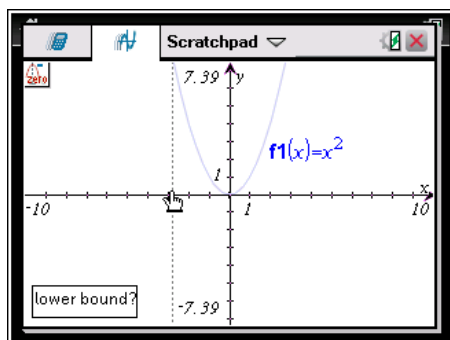 Scratchpad
zero
7.39
y
f1(x)=x²
1
x
-10
1
10
lower bound?
-7.39